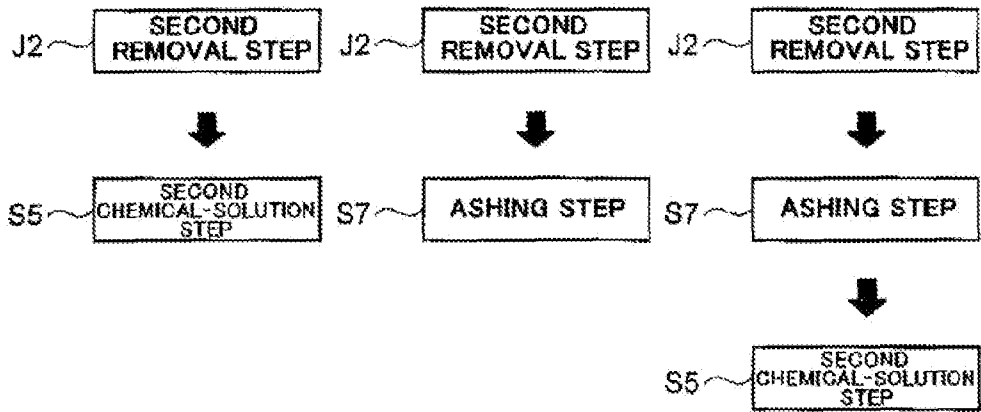 J2
SECOND
REMOVAL STEP
S5
SECOND
CHEMICAL-SOLUTION
STEP
J2
SECOND
REMOVAL STEP
S7
ASHING STEP
J2
SECOND
REMOVAL STEP
S7
ASHING STEP
S5
SECOND
CHEMICAL-SOLUTION
STEP